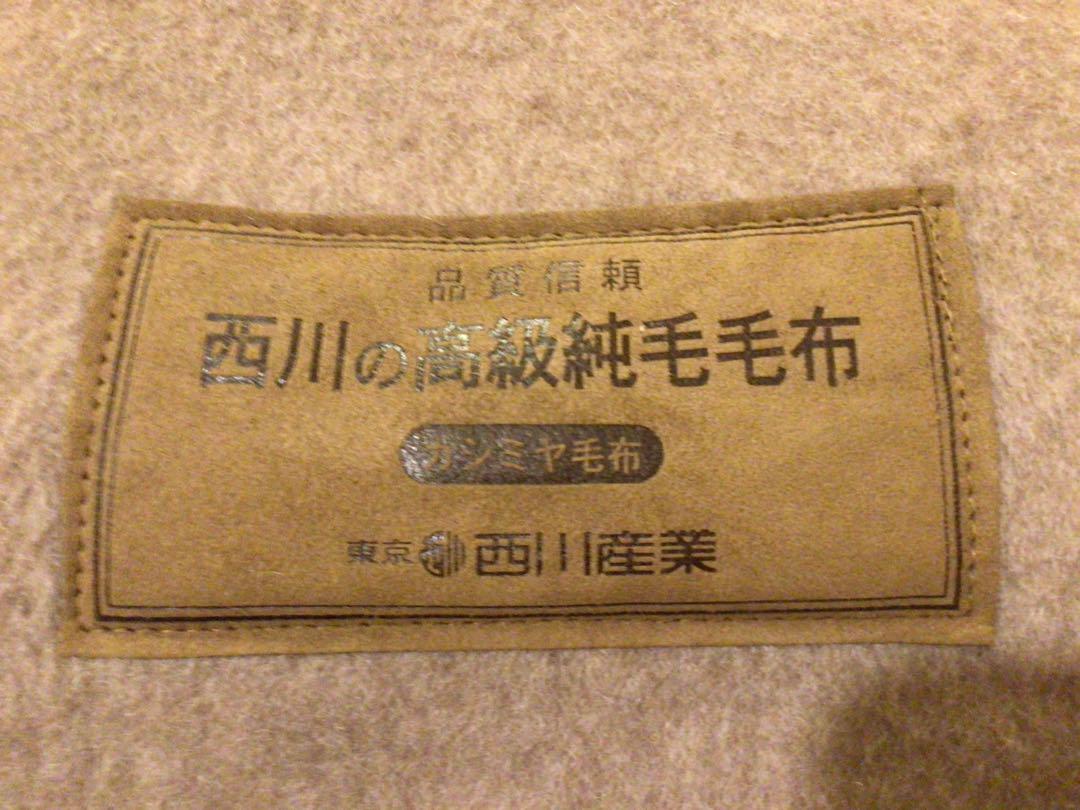 品質信頼
西川の高級純毛毛布
カシミヤ毛布
東京 西川産業